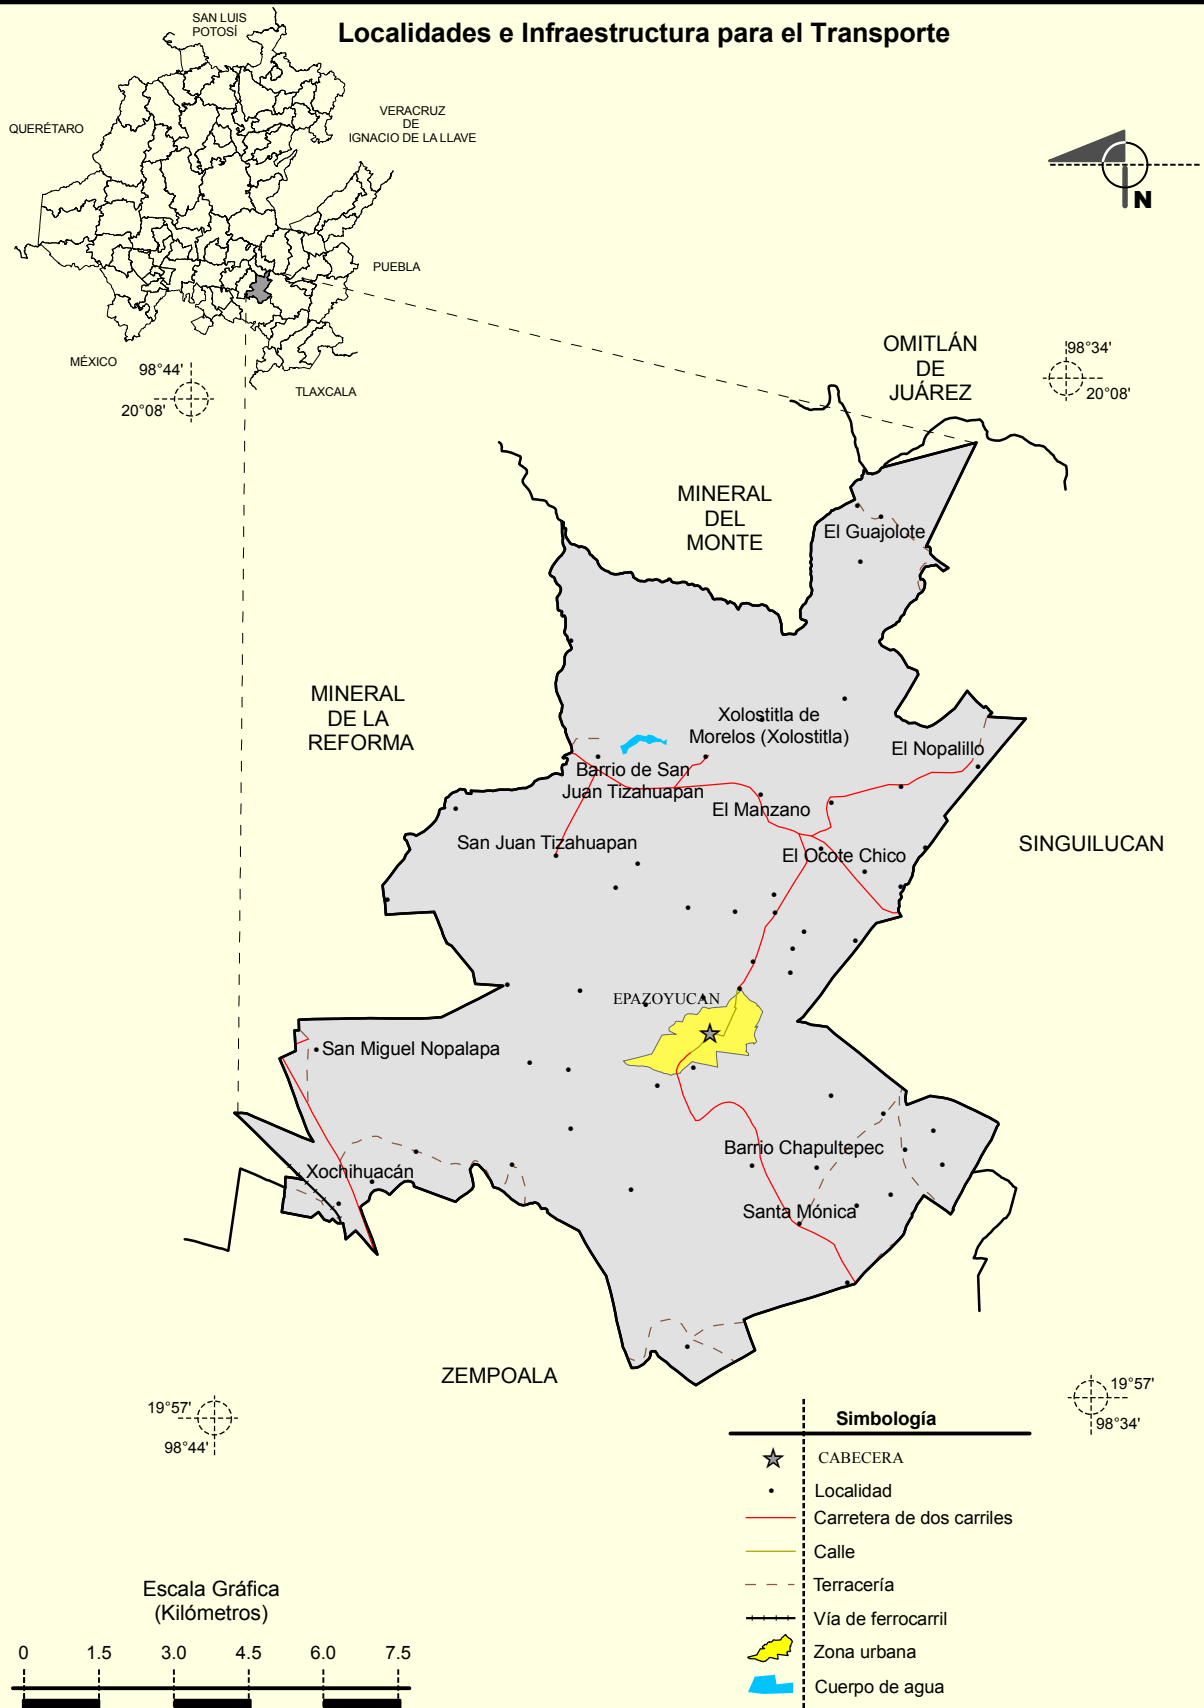 Localidades e Infraestructura para el Transporte
SAN LUIS
POTOSÍ
QUERÉTARO
VERACRUZ
DE
IGNACIO DE LA LLAVE
PUEBLA
MÉXICO
TLAXCALA
N
98°44'
20°08'
98°34'
20°08'
OMITLÁN
DE
JUÁREZ
MINERAL
DEL
MONTE
El Guajolote
MINERAL
DE LA
REFORMA
Xolostitla de
Morelos (Xolostitla)
El Nopalillo
Barrio de San
Juan Tizahuapan
El Manzano
San Juan Tizahuapan
El Ocote Chico
SINGUILUCAN
EPAZOYUCAN
San Miguel Nopalapa
Barrio Chapultepec
Xochihuacán
Santa Mónica
ZEMPOALA
19°57'
98°44'
19°57'
98°34'
Simbología
CABECERA
Localidad
Carretera de dos carriles
Calle
Terracería
Vía de ferrocarril
Zona urbana
Cuerpo de agua
Escala Gráfica
(Kilómetros)
0 1.5 3.0 4.5 6.0 7.5